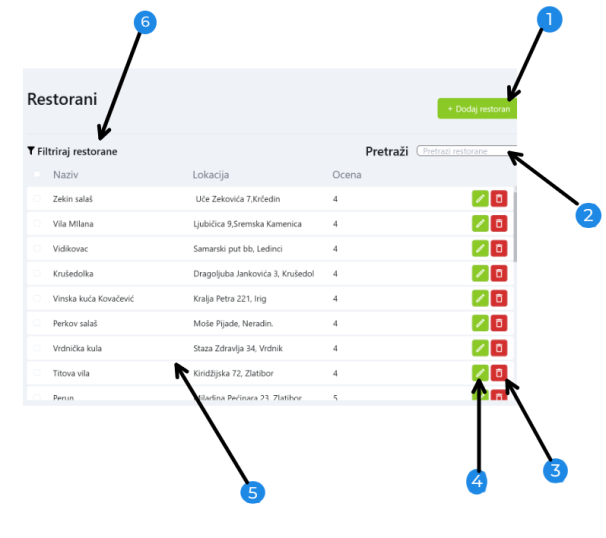 6
1
Restorani
+ Dodaj restoran
Filtriraj restorane
Pretraži Pretrazi restorane
Naziv Lokacija Ocena
Zekin salaš Uče Zekovića 7,Krčedin 4
2
Vila MIlana Ljubičica 9,Sremska Kamenica 4
Vidikovac Samarski put bb, Ledinci 4
Krušedolka Dragoljuba Jankovića 3, Krušedol 4
Vinska kuća Kovačević Kralja Petra 221, Irig 4
Perkov salaš Moše Pijade, Neradin. 4
Vrdnička kula Staza Zdravlja 34, Vrdnik 4
Titova vila Kiridžijska 72, Zlatibor 4
Perun Miladina Pećinara 23, Zlatibor 5
3
4
5